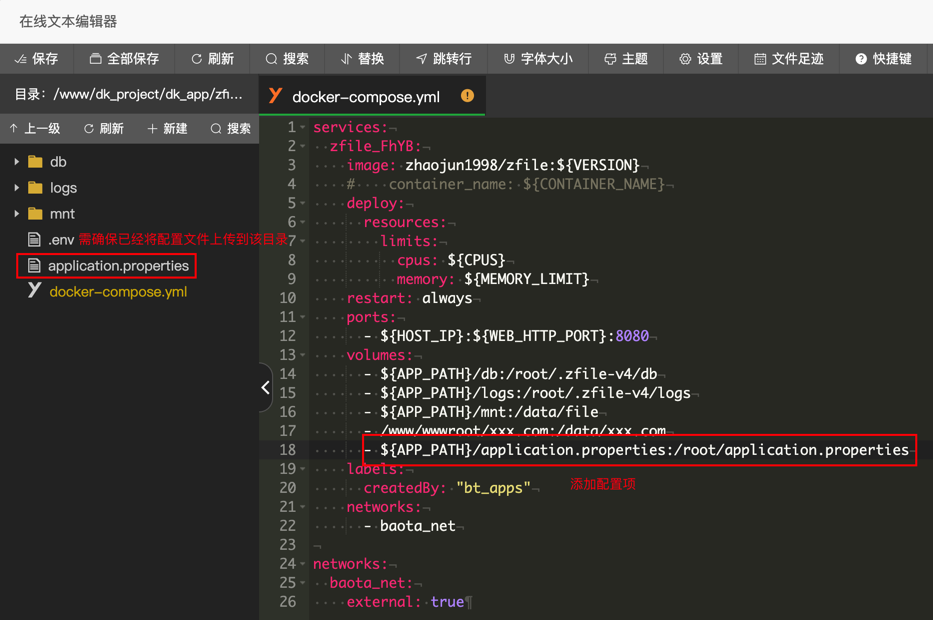 在线文本编辑器
保存 全部保存 刷新 搜索 替换 跳转行 字体大小 主题 设置 文件足迹 快捷键
目录: /www/dk_project/dk_app/zfi...
docker-compose.yml
上一级 刷新 新建 搜索
db
logs
mnt
.env 需确保已经将配置文件上传到该目录
application.properties
docker-compose.yml
1 services:
2   zfile_FhYB:
3     image: zhaojun1998/zfile:${VERSION}
4     #    container_name: ${CONTAINER_NAME}
5     deploy:
6       resources:
7         limits:
8           cpus: ${CPUS}
9           memory: ${MEMORY_LIMIT}
10     restart: always
11     ports:
12       - ${HOST_IP}:${WEB_HTTP_PORT}:8080
13     volumes:
14       - ${APP_PATH}/db:/root/.zfile-v4/db
15       - ${APP_PATH}/logs:/root/.zfile-v4/logs
16       - ${APP_PATH}/mnt:/data/file
17       - /www/wwwroot/xxx.com:/data/xxx.com
18       - ${APP_PATH}/application.properties:/root/application.properties
19     labels:
20       createdBy: "bt_apps"
添加配置项
21     networks:
22       - baota_net
23
24 networks:
25   baota_net:
26     external: true